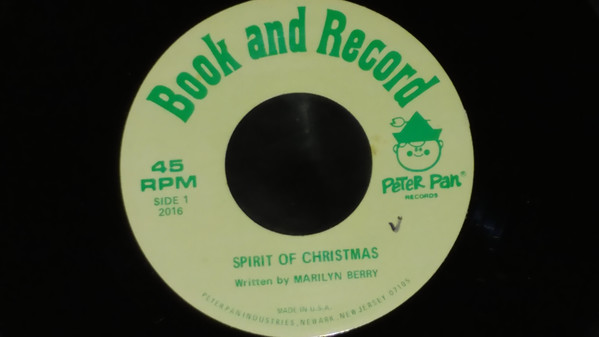 Book and Record
45
RPM
SIDE 1
2016
PETER PAN®
RECORDS
SPIRIT OF CHRISTMAS
Written by MARILYN BERRY
MADE IN U.S.A.
PETER PAN INDUSTRIES, NEWARK, NEW JERSEY 07105